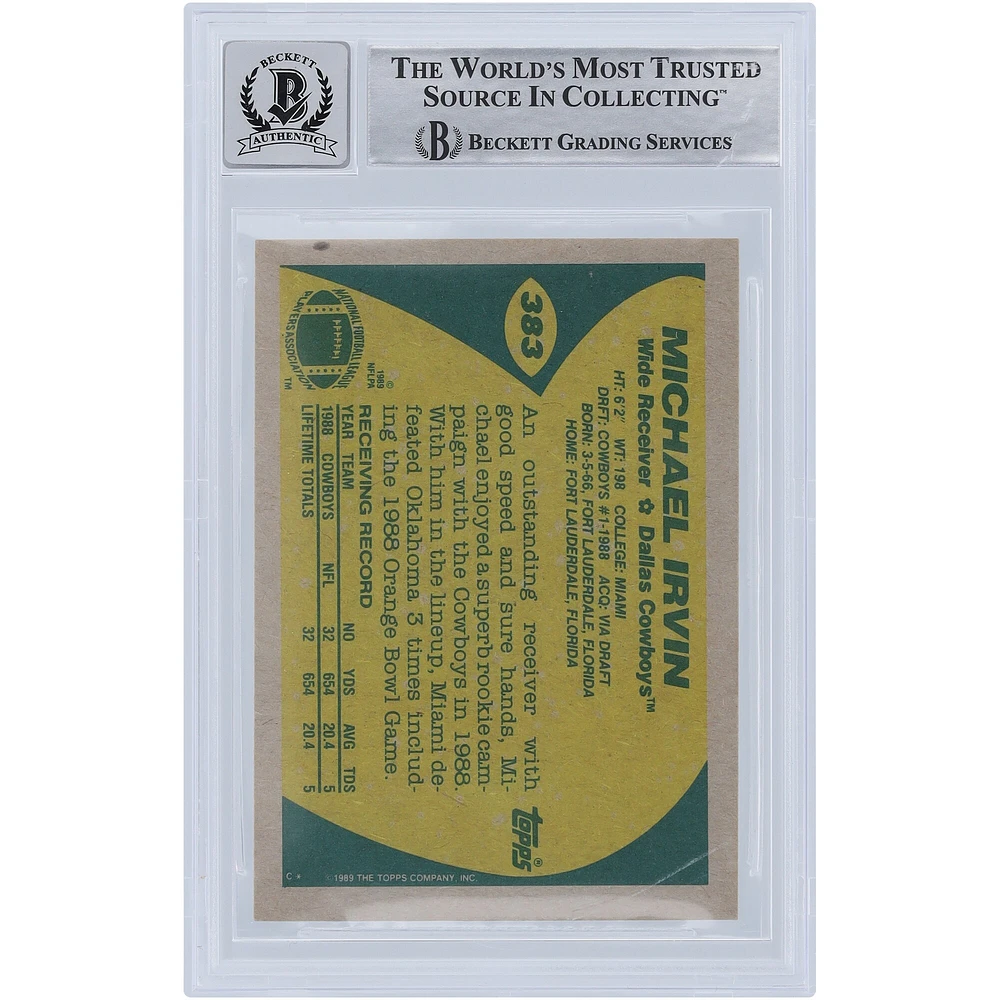 BECKETT
B
AUTHENTIC
THE WORLD'S MOST TRUSTED
SOURCE IN COLLECTING™
B BECKETT GRADING SERVICES
383
MICHAEL IRVIN
Wide Receiver ✿ Dallas Cowboys™
HT: 6'2" WT: 198 COLLEGE: MIAMI
DRFT: COWBOYS #1-1988 ACQ: VIA DRAFT
BORN: 3-5-66, FORT LAUDERDALE, FLORIDA
HOME: FORT LAUDERDALE, FLORIDA
An outstanding receiver with
good speed and sure hands, Mi-
chael enjoyed a superb rookie cam-
paign with the Cowboys in 1988.
With him in the lineup, Miami de-
feated Oklahoma 3 times includ-
ing the 1988 Orange Bowl Game.
topps®
NATIONAL FOOTBALL LEAGUE
PLAYERS ASSOCIATION
TM
©
1989
NFLPA
RECEIVING RECORD
YEAR TEAM NO YDS AVG TDS
1988 COWBOYS NFL 32 654 20.4 5
LIFETIME TOTALS 32 654 20.4 5
C * ©1989 THE TOPPS COMPANY, INC.